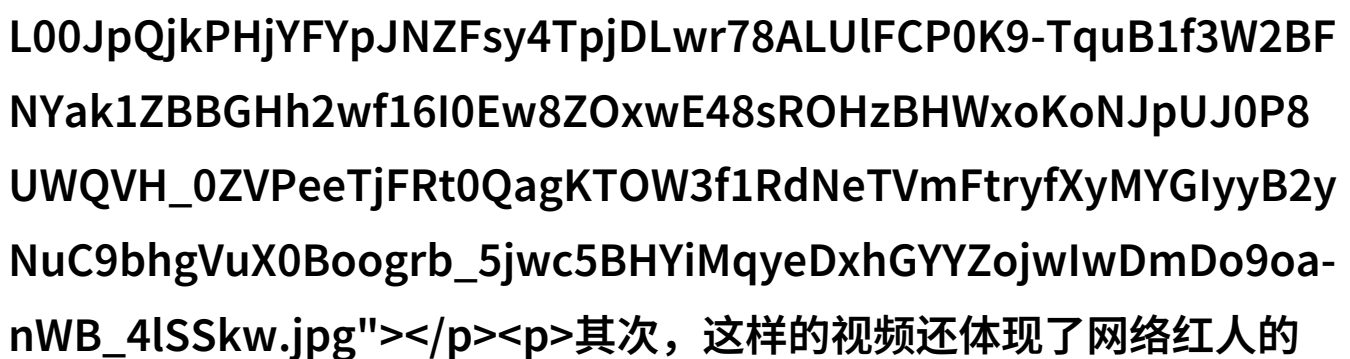 L00JpQjkPHjYFYpJNZFsy4TpjDLwr78ALUlFCP0K9-TquB1f3W2BF
NYak1ZBBGHh2wf16I0Ew8ZOxwE48sROHzBHWxoKoNJpUJ0P8
UWQVH_0ZVPeeTjFRt0QagKTOW3f1RdNeTVmFtryfXyMYGIyyB2y
NuC9bhgVuX0Boogrb_5jwc5BHYiMqyeDxhGYYZojwIwDmDo9oa-
nWB_4lSSkw.jpg"></p><p>其次，这样的视频还体现了网络红人的